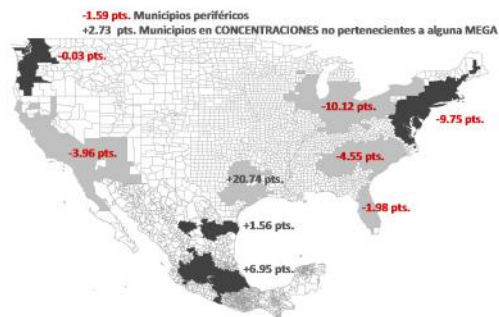 -1.59 pts. Municipios periféricos
+2.73 pts. Municipios en CONCENTRACIONES no pertenecientes a alguna MEGA
-0.03 pts.
-10.12 pts.
-9.75 pts.
-3.96 pts.
-4.55 pts.
+20.74 pts.
-1.98 pts.
+1.56 pts.
+6.95 pts.